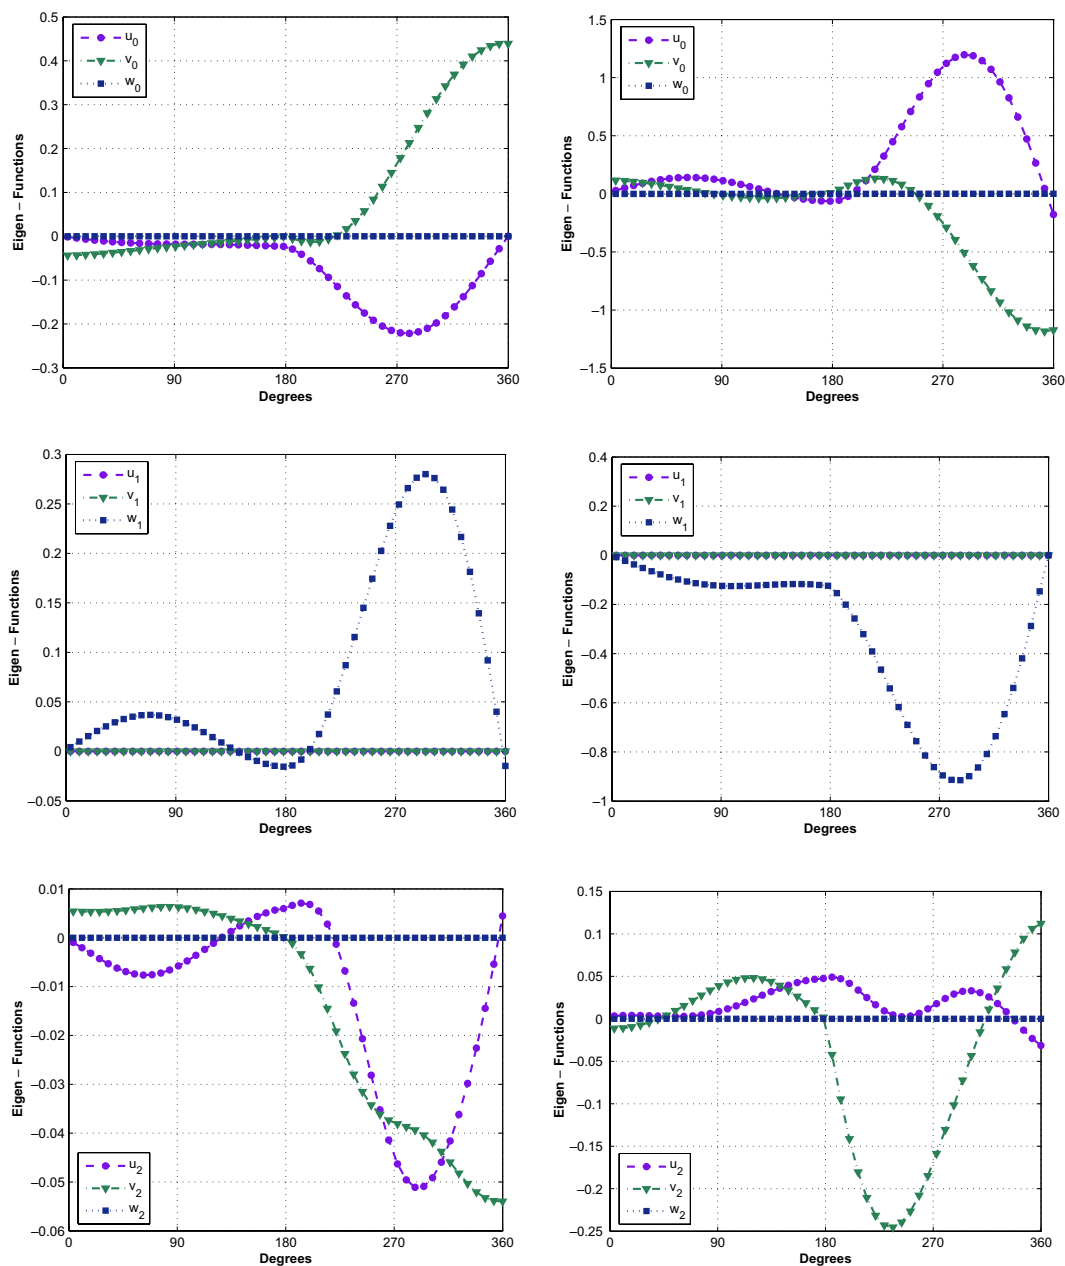 0.5
0.4
0.3
0.2
0.1
0
−0.1
−0.2
−0.3
0 90 180 270 360
Degrees
Eigen − Functions
u0
v0
w0
1.5
1
0.5
0
−0.5
−1
−1.5
0 90 180 270 360
Degrees
Eigen − Functions
u0
v0
w0
0.3
0.25
0.2
0.15
0.1
0.05
0
−0.05
0 90 180 270 360
Degrees
Eigen − Functions
u1
v1
w1
0.4
0.2
0
−0.2
−0.4
−0.6
−0.8
−1
0 90 180 270 360
Degrees
Eigen − Functions
u1
v1
w1
0.01
0
−0.01
−0.02
−0.03
−0.04
−0.05
−0.06
0 90 180 270 360
Degrees
Eigen − Functions
u2
v2
w2
0.15
0.1
0.05
0
−0.05
−0.1
−0.15
−0.2
−0.25
0 90 180 270 360
Degrees
Eigen − Functions
u2
v2
w2